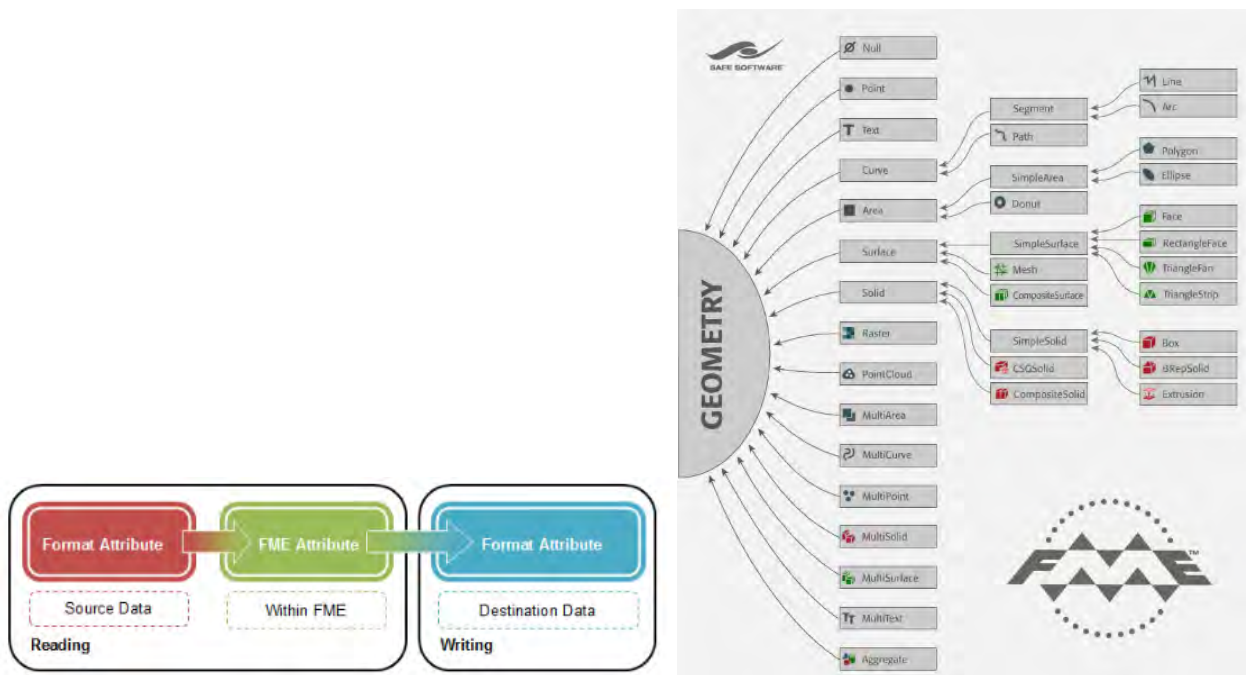 Format Attribute
FME Attribute
Format Attribute
Source Data
Within FME
Destination Data
Reading
Writing
SAFE SOFTWARE
GEOMETRY
Null
Point
Text
Curve
Area
Surface
Solid
Raster
PointCloud
MultiArea
MultiCurve
MultiPoint
MultiSolid
MultiSurface
MultiText
Aggregate
Segment
Path
SimpleArea
Donut
SimpleSurface
Mesh
CompositeSurface
SimpleSolid
CSGSolid
CompositeSolid
Line
Arc
Polygon
Ellipse
Face
RectangleFace
TriangleFan
TriangleStrip
Box
BRepSolid
Extrusion
FME™